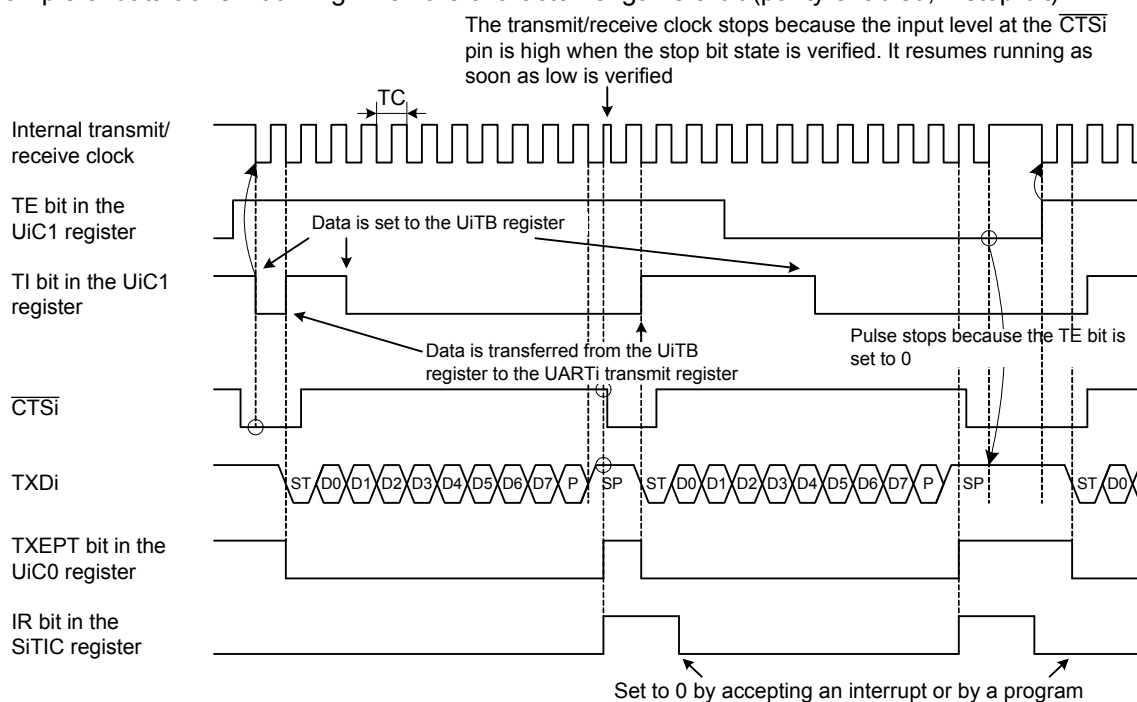 The transmit/receive clock stops because the input level at the CTSi
pin is high when the stop bit state is verified. It resumes running as
soon as low is verified
TC
Internal transmit/
receive clock
TE bit in the
UiC1 register
Data is set to the UiTB register
TI bit in the UiC1
register
Data is transferred from the UiTB
register to the UARTi transmit register
Pulse stops because the TE bit is
set to 0
CTSi
TXDi
ST D0 D1 D2 D3 D4 D5 D6 D7 P SP ST D0 D1 D2 D3 D4 D5 D6 D7 P SP ST D0
TXEPT bit in the
UiC0 register
IR bit in the
SiTIC register
Set to 0 by accepting an interrupt or by a program